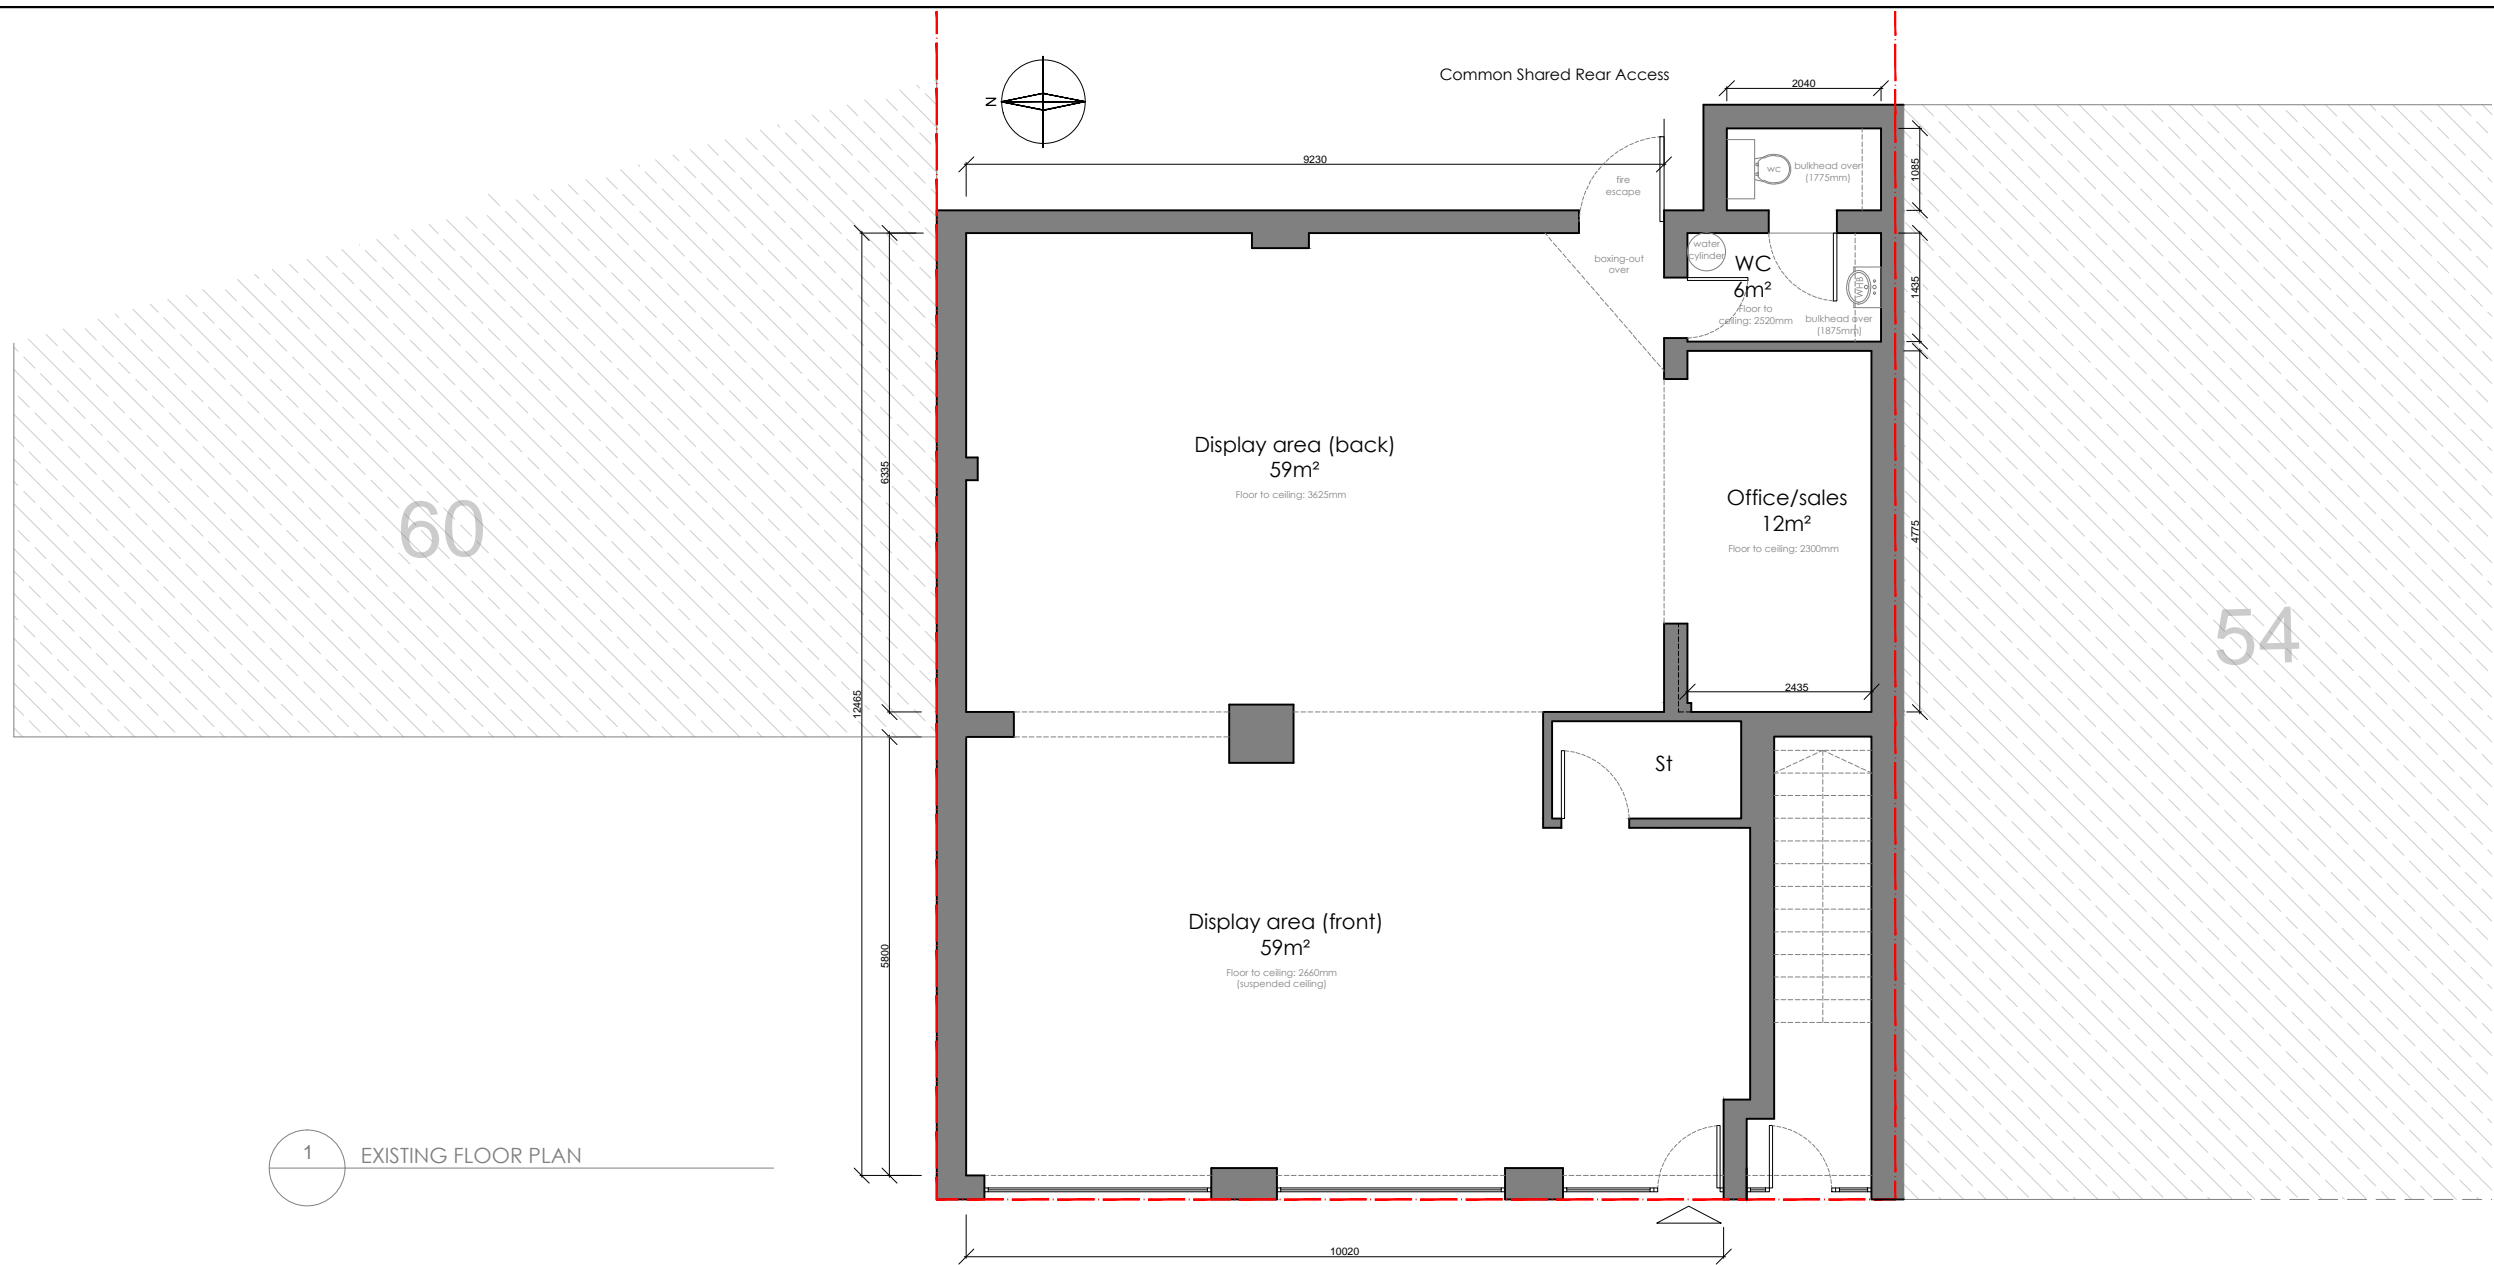 Common Shared Rear Access
N
2040
9230
fire
escape
WC
bulkhead over
(1775mm)
1085
water
cylinder
boxing-out
over
WC
6m²
Floor to
ceiling: 2520mm
WHB
bulkhead over
(1875mm)
1435
Display area (back)
59m²
Floor to ceiling: 3625mm
6335
60
Office/sales
12m²
Floor to ceiling: 2300mm
4775
54
2435
12465
St
Display area (front)
59m²
Floor to ceiling: 2660mm
(suspended ceiling)
5800
1
EXISTING FLOOR PLAN
10020